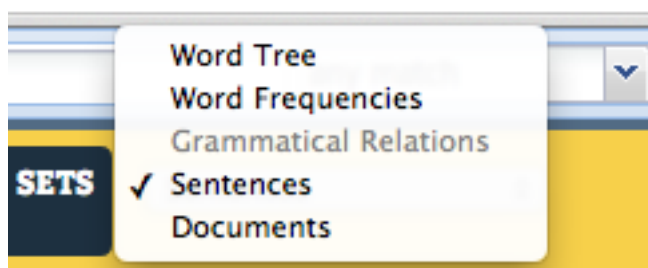 Word Tree
Word Frequencies
Grammatical Relations
SETS ✓ Sentences
Documents